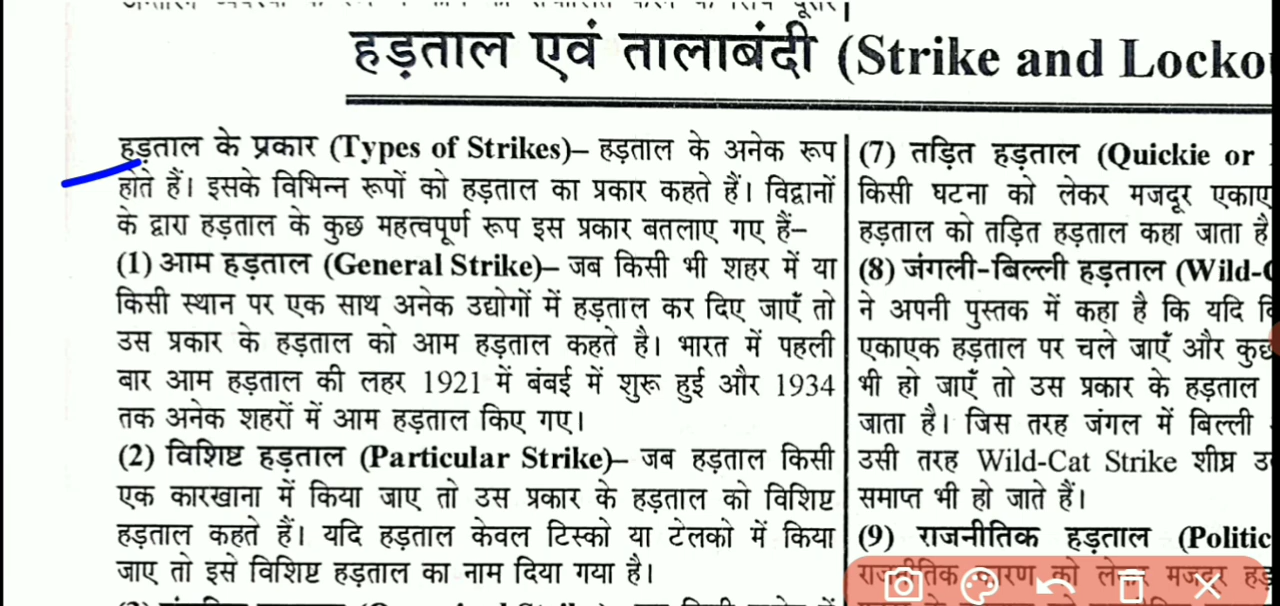 हड़ताल एवं तालाबंदी (Strike and Locko
हड़ताल के प्रकार (Types of Strikes)– हड़ताल के अनेक रूप
होते हैं। इसके विभिन्न रूपों को हड़ताल का प्रकार कहते हैं। विद्वानों
के द्वारा हड़ताल के कुछ महत्वपूर्ण रूप इस प्रकार बतलाए गए हैं–
(1) आम हड़ताल (General Strike)– जब किसी भी शहर में या
किसी स्थान पर एक साथ अनेक उद्योगों में हड़ताल कर दिए जाएँ तो
उस प्रकार के हड़ताल को आम हड़ताल कहते है। भारत में पहली
बार आम हड़ताल की लहर 1921 में बंबई में शुरू हुई और 1934
तक अनेक शहरों में आम हड़ताल किए गए।
(2) विशिष्ट हड़ताल (Particular Strike)– जब हड़ताल किसी
एक कारखाना में किया जाए तो उस प्रकार के हड़ताल को विशिष्ट
हड़ताल कहते हैं। यदि हड़ताल केवल टिस्को या टेलको में किया
जाए तो इसे विशिष्ट हड़ताल का नाम दिया गया है।
(7) तड़ित हड़ताल (Quickie or
किसी घटना को लेकर मजदूर एकाए
हड़ताल को तड़ित हड़ताल कहा जाता है
(8) जंगली-बिल्ली हड़ताल (Wild-C
ने अपनी पुस्तक में कहा है कि यदि
एकाएक हड़ताल पर चले जाएँ और कुछ
भी हो जाएँ तो उस प्रकार के हड़ताल
जाता है। जिस तरह जंगल में बिल्ली
उसी तरह Wild-Cat Strike शीघ्र
समाप्त भी हो जाते हैं।
(9) राजनीतिक हड़ताल (Politic
राजनीतिक कारण को लेकर मजदूर हड़